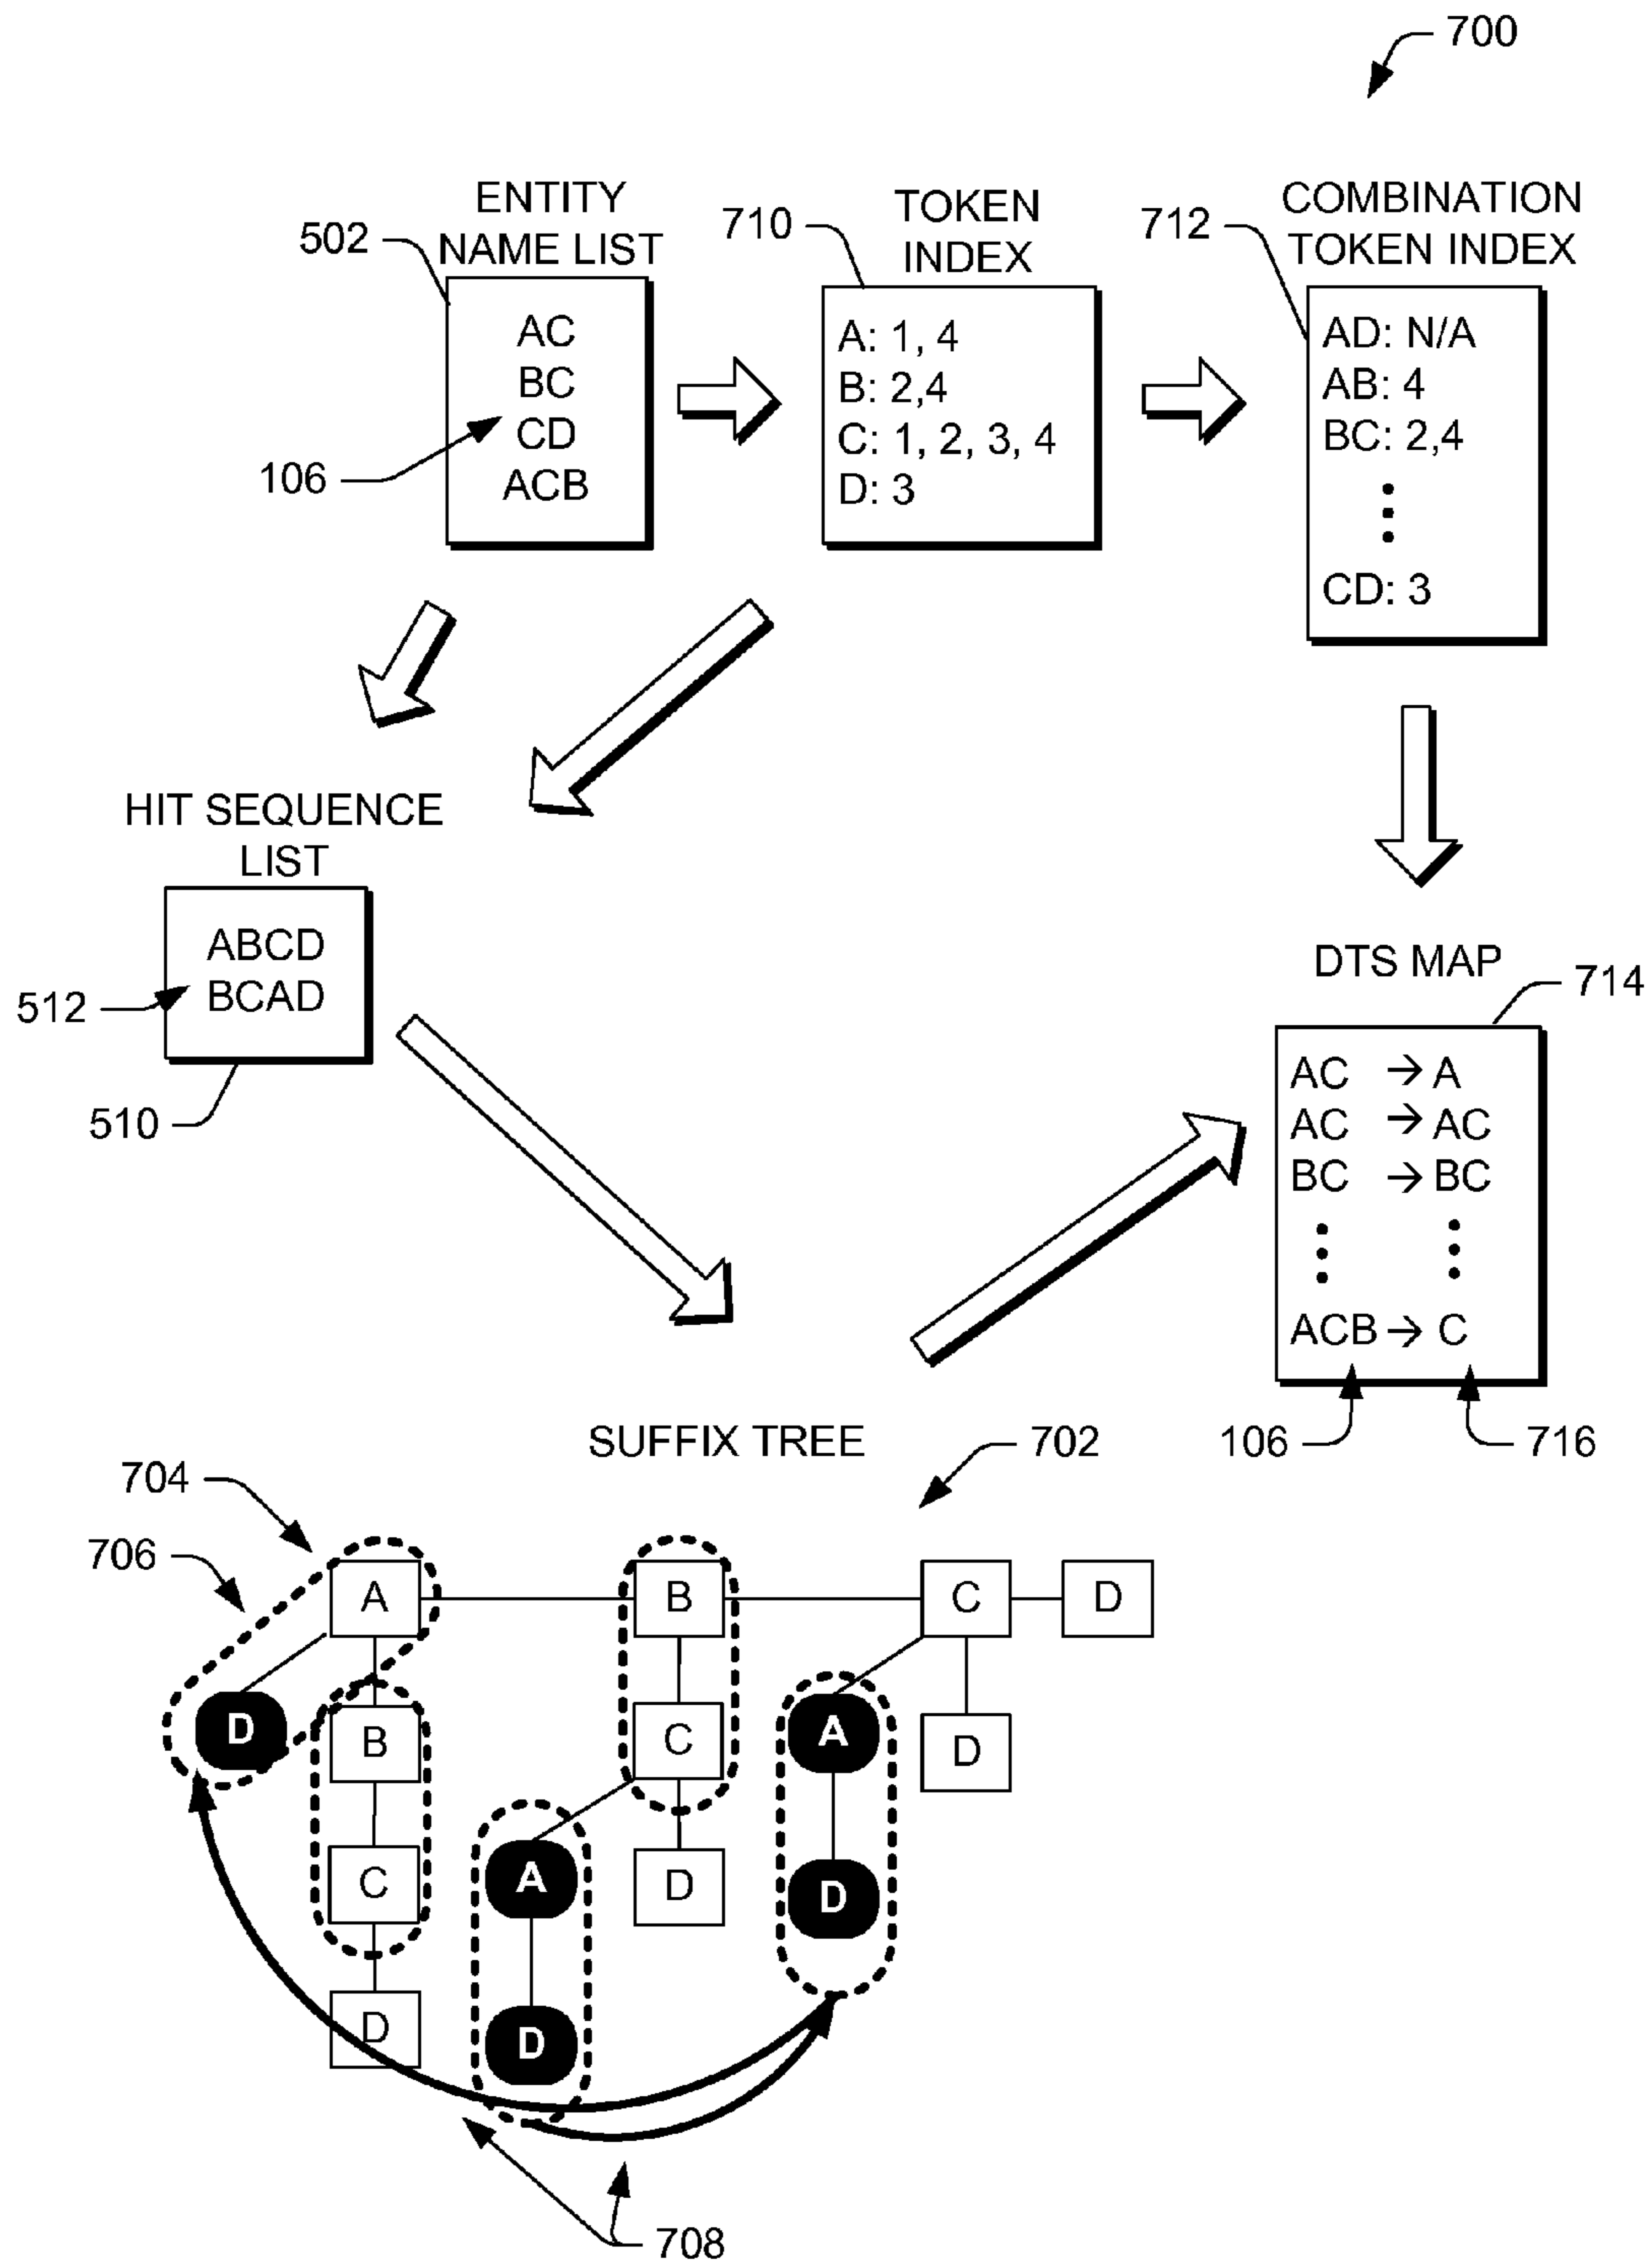 700
ENTITY
NAME LIST
502
AC
BC
CD
ACB
106
TOKEN
INDEX
710
A: 1, 4
B: 2,4
C: 1, 2, 3, 4
D: 3
COMBINATION
TOKEN INDEX
712
AD: N/A
AB: 4
BC: 2,4
CD: 3
HIT SEQUENCE
LIST
ABCD
BCAD
512
510
DTS MAP
714
AC → A
AC → AC
BC → BC
ACB → C
106
716
SUFFIX TREE
702
704
706
A
B
C
D
D
B
C
A
D
C
A
D
D
D
D
708